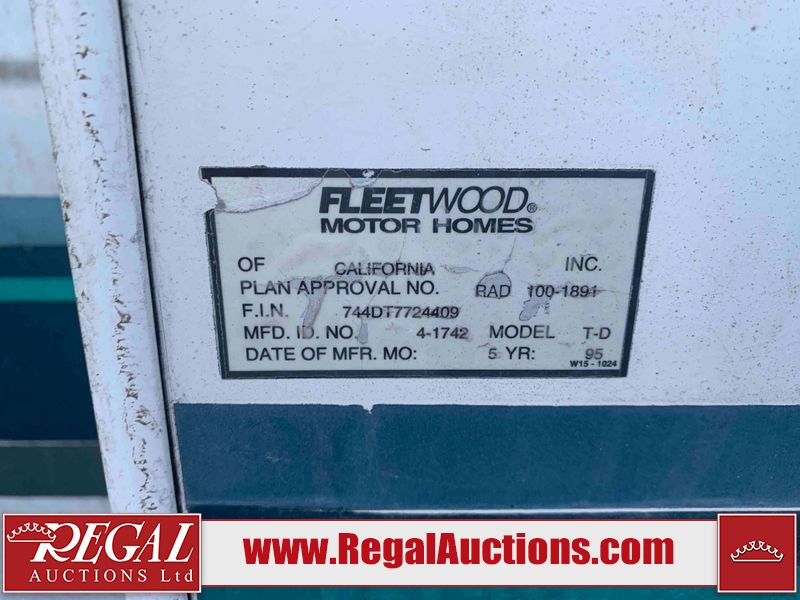 FLEETWOOD®
MOTOR HOMES
OF CALIFORNIA INC.
PLAN APPROVAL NO. RAD 100-1891
F.I.N. 744DT7724409
MFD. ID. NO. 4-1742 MODEL T-D
DATE OF MFR. MO: 5 YR: 95
W15-1024
REGAL
AUCTIONS Ltd
www.RegalAuctions.com